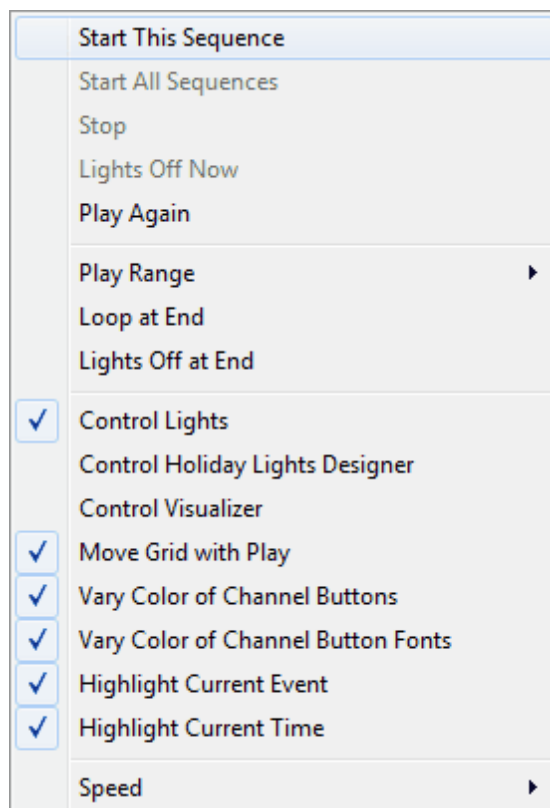 Start This Sequence
Start All Sequences
Stop
Lights Off Now
Play Again
Play Range
Loop at End
Lights Off at End
Control Lights
Control Holiday Lights Designer
Control Visualizer
Move Grid with Play
Vary Color of Channel Buttons
Vary Color of Channel Button Fonts
Highlight Current Event
Highlight Current Time
Speed